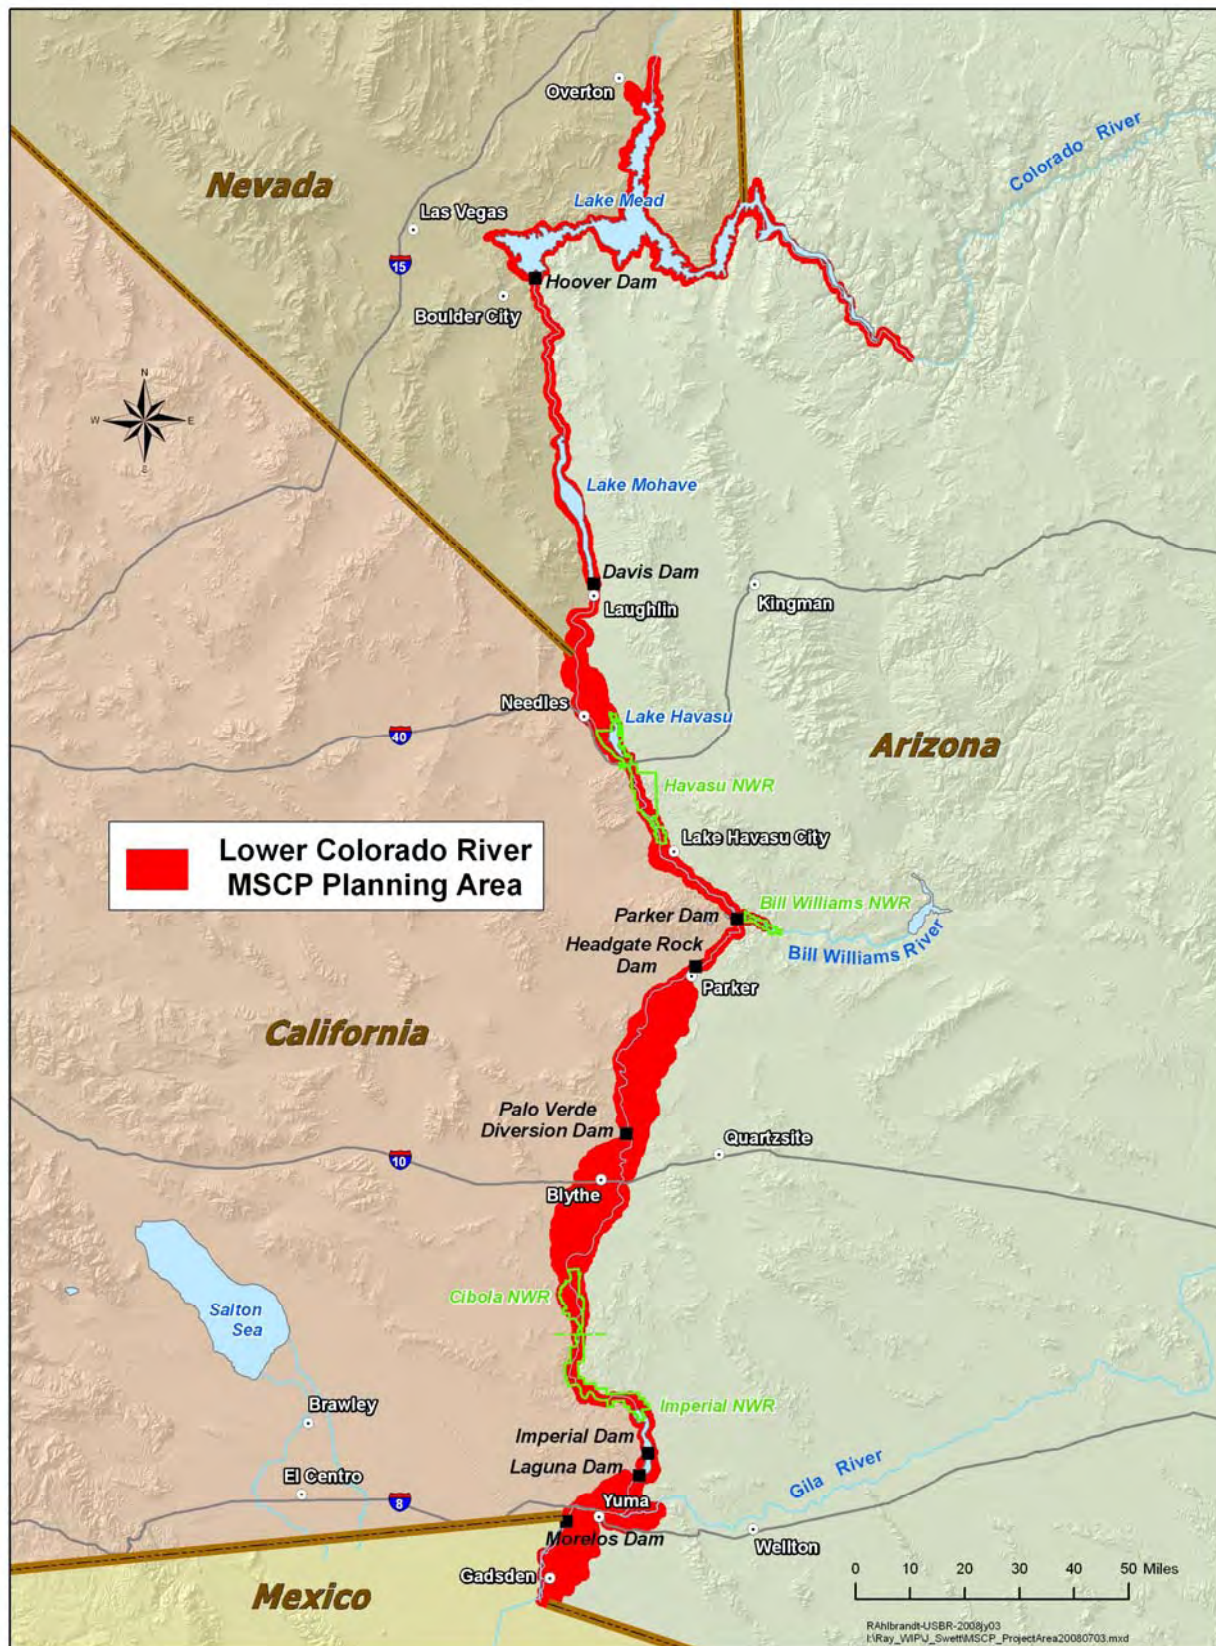 Overton
Colorado River
Nevada
Lake Mead
Las Vegas
15
Hoover Dam
Boulder City
N
W
E
S
Lake Mohave
Davis Dam
Laughlin
Kingman
Needles
Lake Havasu
40
Arizona
Havasu NWR
Lower Colorado River
MSCP Planning Area
Lake Havasu City
Bill Williams NWR
Parker Dam
Headgate Rock
Dam
Bill Williams River
Parker
California
Palo Verde
Diversion Dam
Quartzsite
10
Blythe
Cibola NWR
Salton
Sea
Imperial NWR
Brawley
Imperial Dam
Laguna Dam
El Centro
Gila River
8
Yuma
Morelos Dam
Wellton
Gadsden
Mexico
0 10 20 30 40 50 Miles
RAhlbrandt-USBR-2008jy03
I:\Ray_WIP\J_Swett\MSCP_ProjectArea20080703.mxd